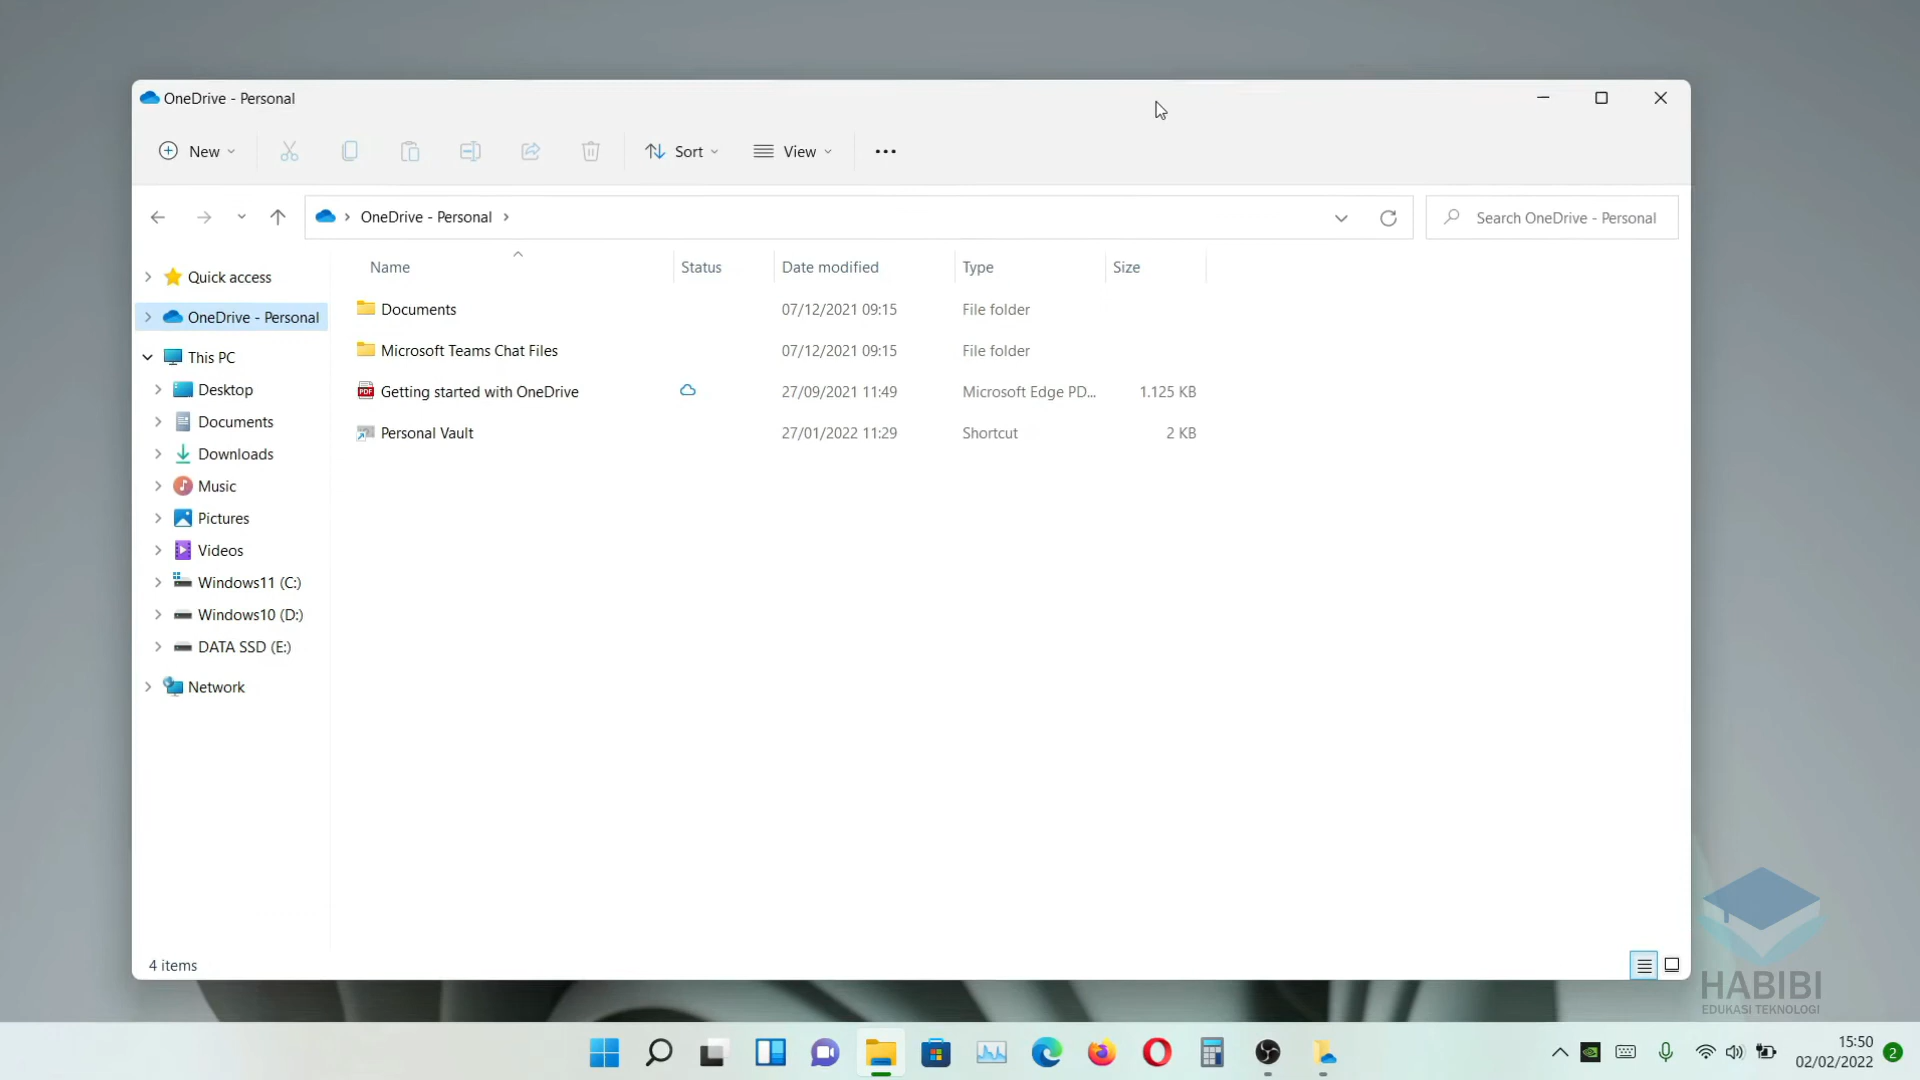 OneDrive - Personal
New
Sort
View
OneDrive - Personal
Search OneDrive - Personal
Name Status Date modified Type Size
Quick access
OneDrive - Personal
This PC
Desktop
Documents
Downloads
Music
Pictures
Videos
Windows11 (C:)
Windows10 (D:)
DATA SSD (E:)
Network
Documents 07/12/2021 09:15 File folder
Microsoft Teams Chat Files 07/12/2021 09:15 File folder
PDF Getting started with OneDrive 27/09/2021 11:49 Microsoft Edge PD... 1.125 KB
Personal Vault 27/01/2022 11:29 Shortcut 2 KB
4 items
HABIBI
EDUKASI TEKNOLOGI
15:50
02/02/2022
2